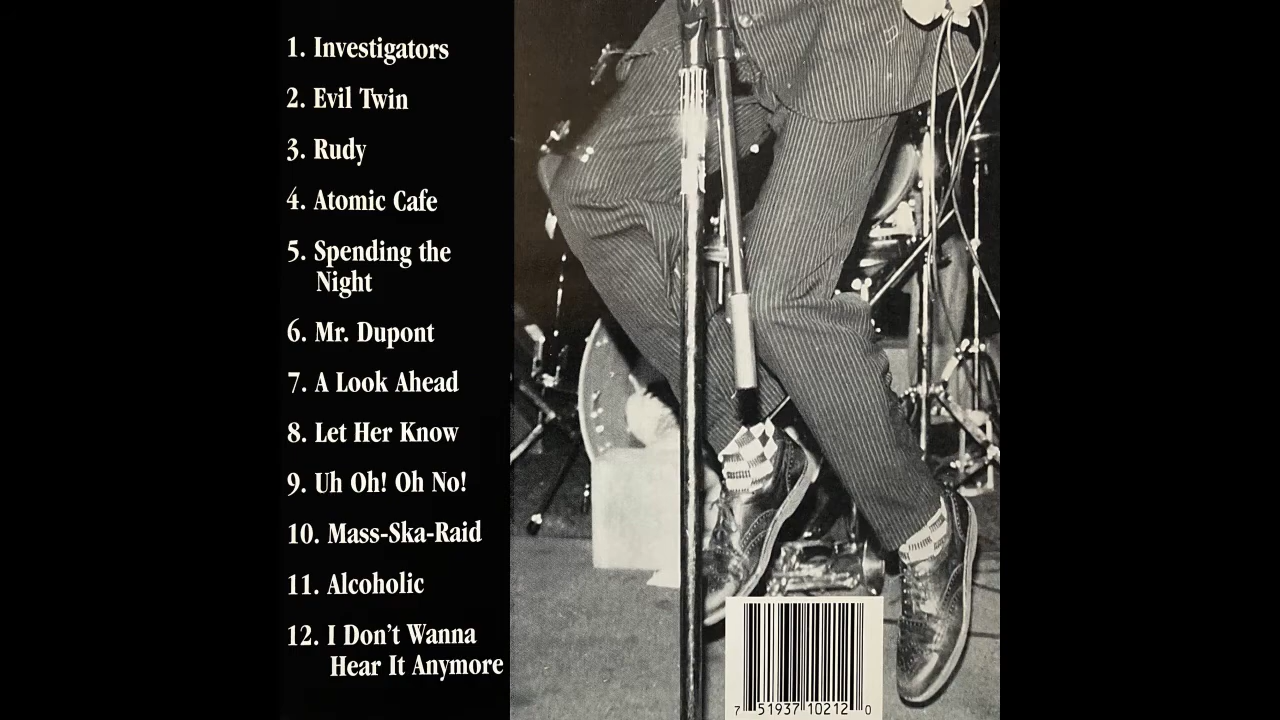 1. Investigators
2. Evil Twin
3. Rudy
4. Atomic Cafe
5. Spending the
Night
6. Mr. Dupont
7. A Look Ahead
8. Let Her Know
9. Uh Oh! Oh No!
10. Mass-Ska-Raid
11. Alcoholic
12. I Don't Wanna
Hear It Anymore
7 51937 10212 0